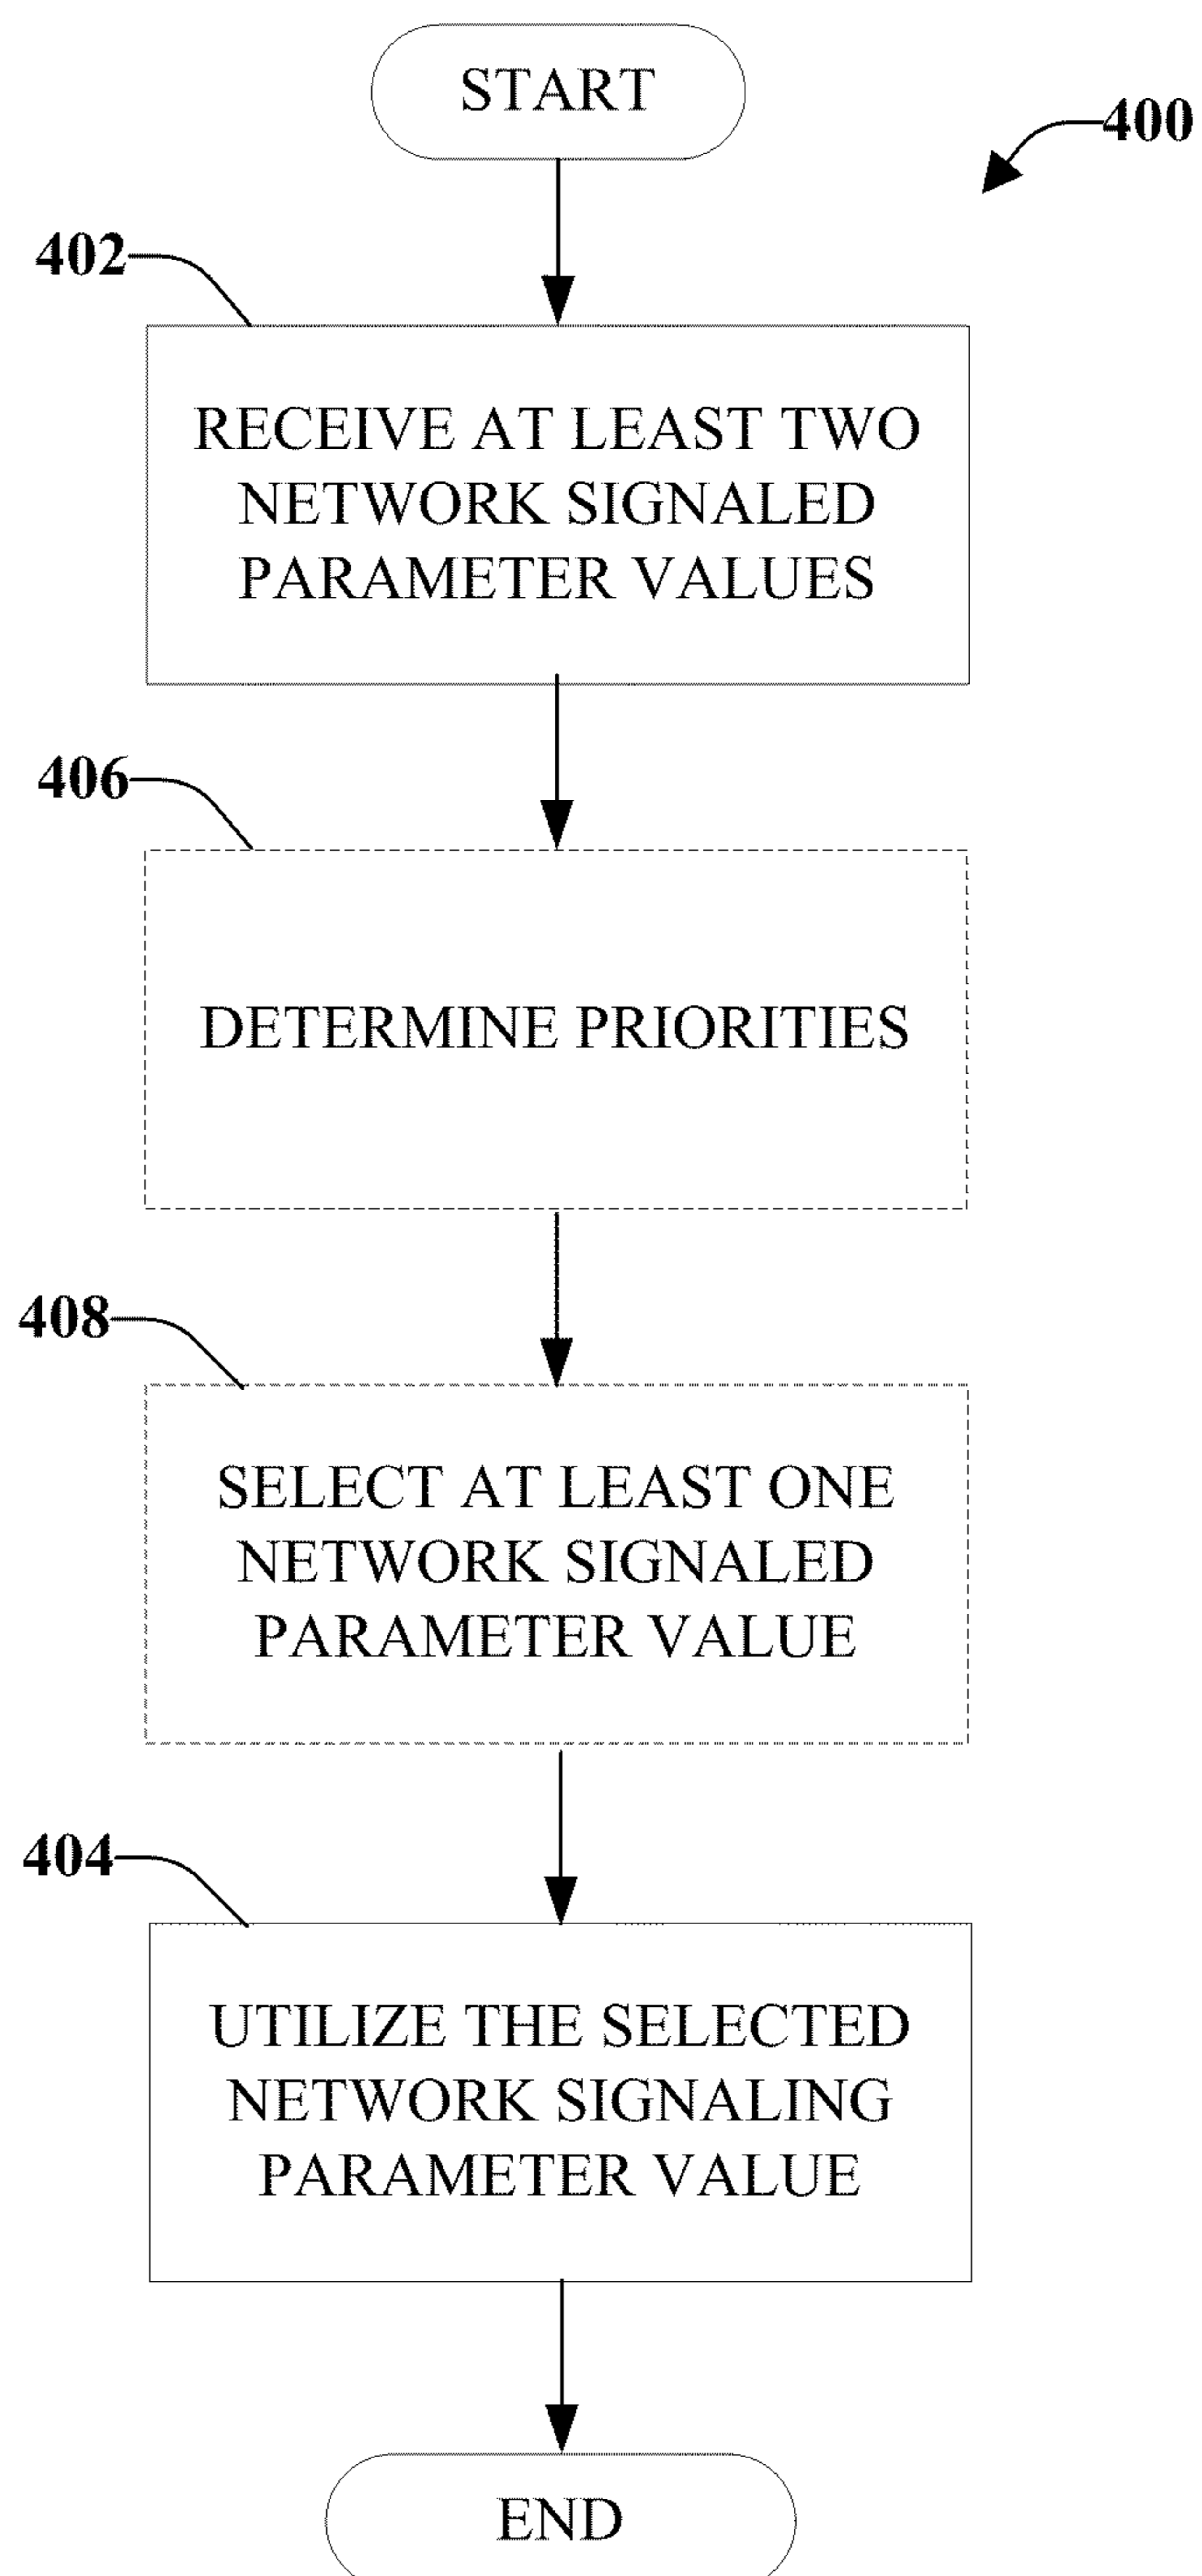 START
400
402
RECEIVE AT LEAST TWO
NETWORK SIGNALED
PARAMETER VALUES
406
DETERMINE PRIORITIES
408
SELECT AT LEAST ONE
NETWORK SIGNALED
PARAMETER VALUE
404
UTILIZE THE SELECTED
NETWORK SIGNALING
PARAMETER VALUE
END